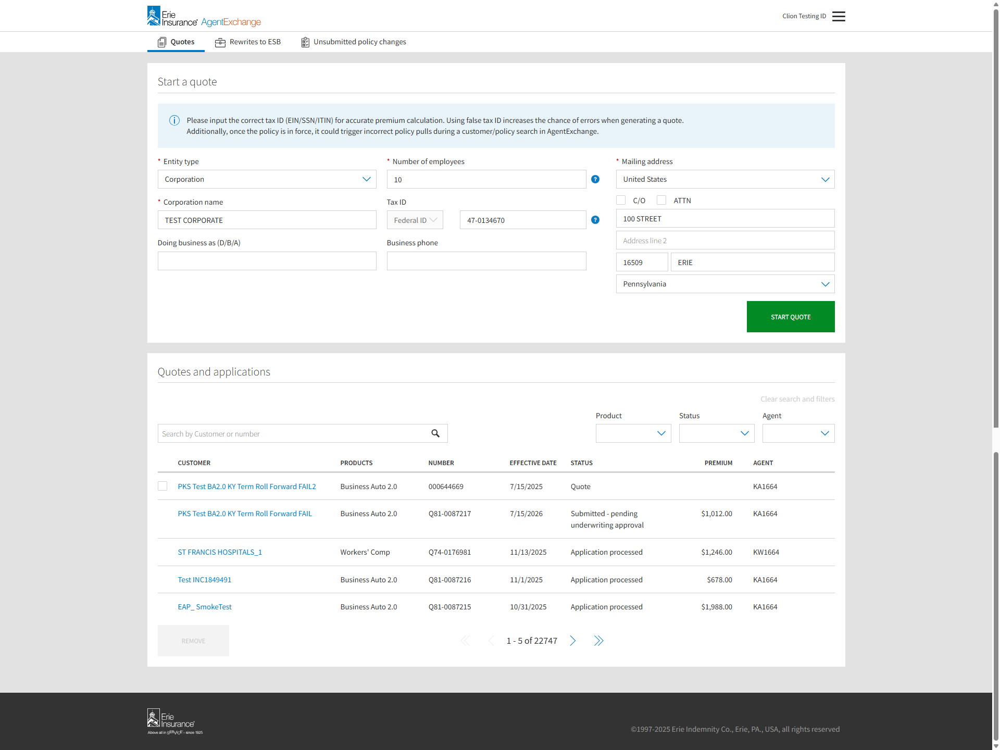 Erie
Insurance® AgentExchange
Clion Testing ID
Quotes
Rewrites to ESB
Unsubmitted policy changes
Start a quote
Please input the correct tax ID (EIN/SSN/ITIN) for accurate premium calculation. Using false tax ID increases the chance of errors when generating a quote.
Additionally, once the policy is in force, it could trigger incorrect policy pulls during a customer/policy search in AgentExchange.
* Entity type
Corporation
* Number of employees
10
?
* Mailing address
United States
* Corporation name
TEST CORPORATE
Tax ID
Federal ID
47-0134670
?
C/O
ATTN
100 STREET
Address line 2
16509
ERIE
Pennsylvania
Doing business as (D/B/A)
Business phone
START QUOTE
Quotes and applications
Clear search and filters
Search by Customer or number
Product
Status
Agent
CUSTOMER PRODUCTS NUMBER EFFECTIVE DATE STATUS PREMIUM AGENT
PKS Test BA2.0 KY Term Roll Forward FAIL2 Business Auto 2.0 000644669 7/15/2025 Quote KA1664
PKS Test BA2.0 KY Term Roll Forward FAIL Business Auto 2.0 Q81-0087217 7/15/2026 Submitted - pending $1,012.00 KA1664
underwriting approval
ST FRANCIS HOSPITALS_1 Workers' Comp Q74-0176981 11/13/2025 Application processed $1,246.00 KW1664
Test INC1849491 Business Auto 2.0 Q81-0087216 11/1/2025 Application processed $678.00 KA1664
EAP_ SmokeTest Business Auto 2.0 Q81-0087215 10/31/2025 Application processed $1,988.00 KA1664
REMOVE
1 - 5 of 22747
Erie
Insurance®
Above all in SERVICE® - since 1925
©1997-2025 Erie Indemnity Co., Erie, PA., USA, all rights reserved